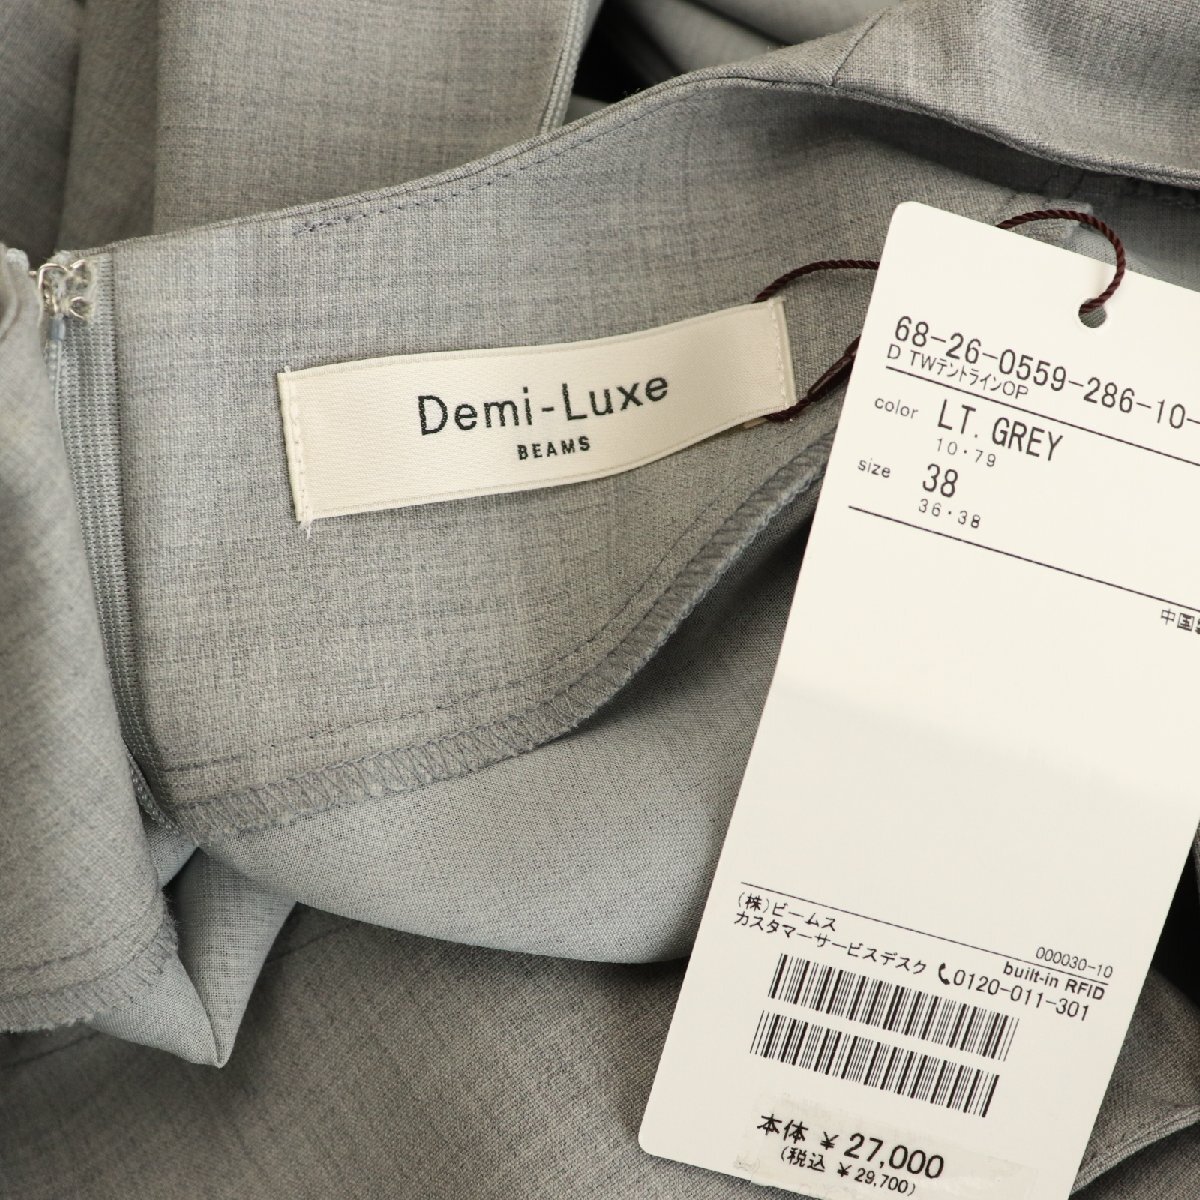 Demi-Luxe
BEAMS
68-26-0559-286-10-
D TWテントラインOP
color LT. GREY
10・79
size 38
36・38
中国
(株)ビームス
カスタマーサービスデスク 0120-011-301
000030-10
built-in RFID
本体 ¥27,000
(税込 ¥29,700)